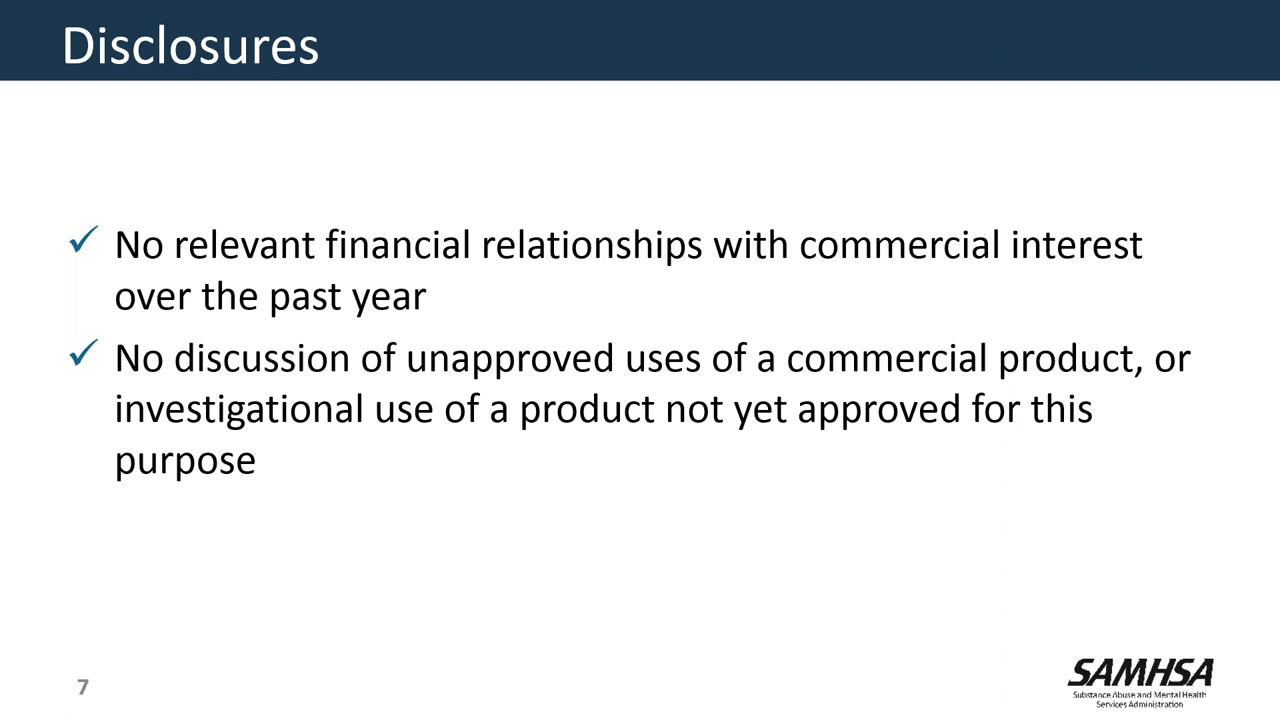 Disclosures
✓ No relevant financial relationships with commercial interest
over the past year
✓ No discussion of unapproved uses of a commercial product, or
investigational use of a product not yet approved for this
purpose
7
SAMHSA
Substance Abuse and Mental Health
Services Administration